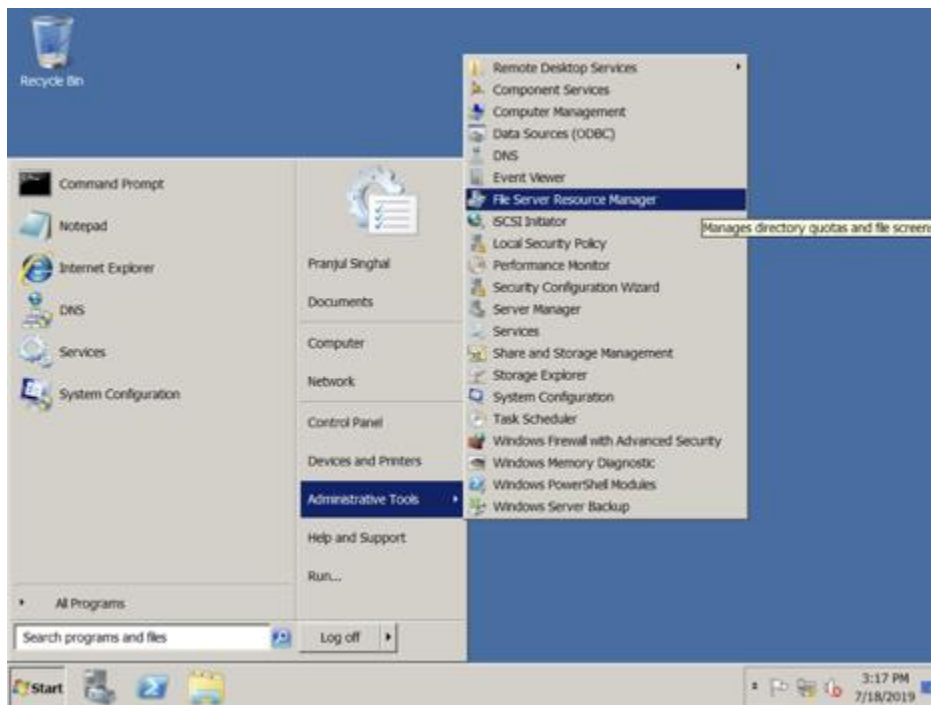 Recycle Bin
Remote Desktop Services
Component Services
Computer Management
Data Sources (ODBC)
DNS
Event Viewer
File Server Resource Manager
iSCSI Initiator
Manages directory quotas and file screens
Local Security Policy
Performance Monitor
Security Configuration Wizard
Server Manager
Services
Share and Storage Management
Storage Explorer
System Configuration
Task Scheduler
Windows Firewall with Advanced Security
Windows Memory Diagnostic
Windows PowerShell Modules
Windows Server Backup
Command Prompt
Notepad
Internet Explorer
DNS
Services
System Configuration
All Programs
Search programs and files
Pranjul Singhal
Documents
Computer
Network
Control Panel
Devices and Printers
Administrative Tools
Help and Support
Run...
Log off
Start
3:17 PM
7/18/2019